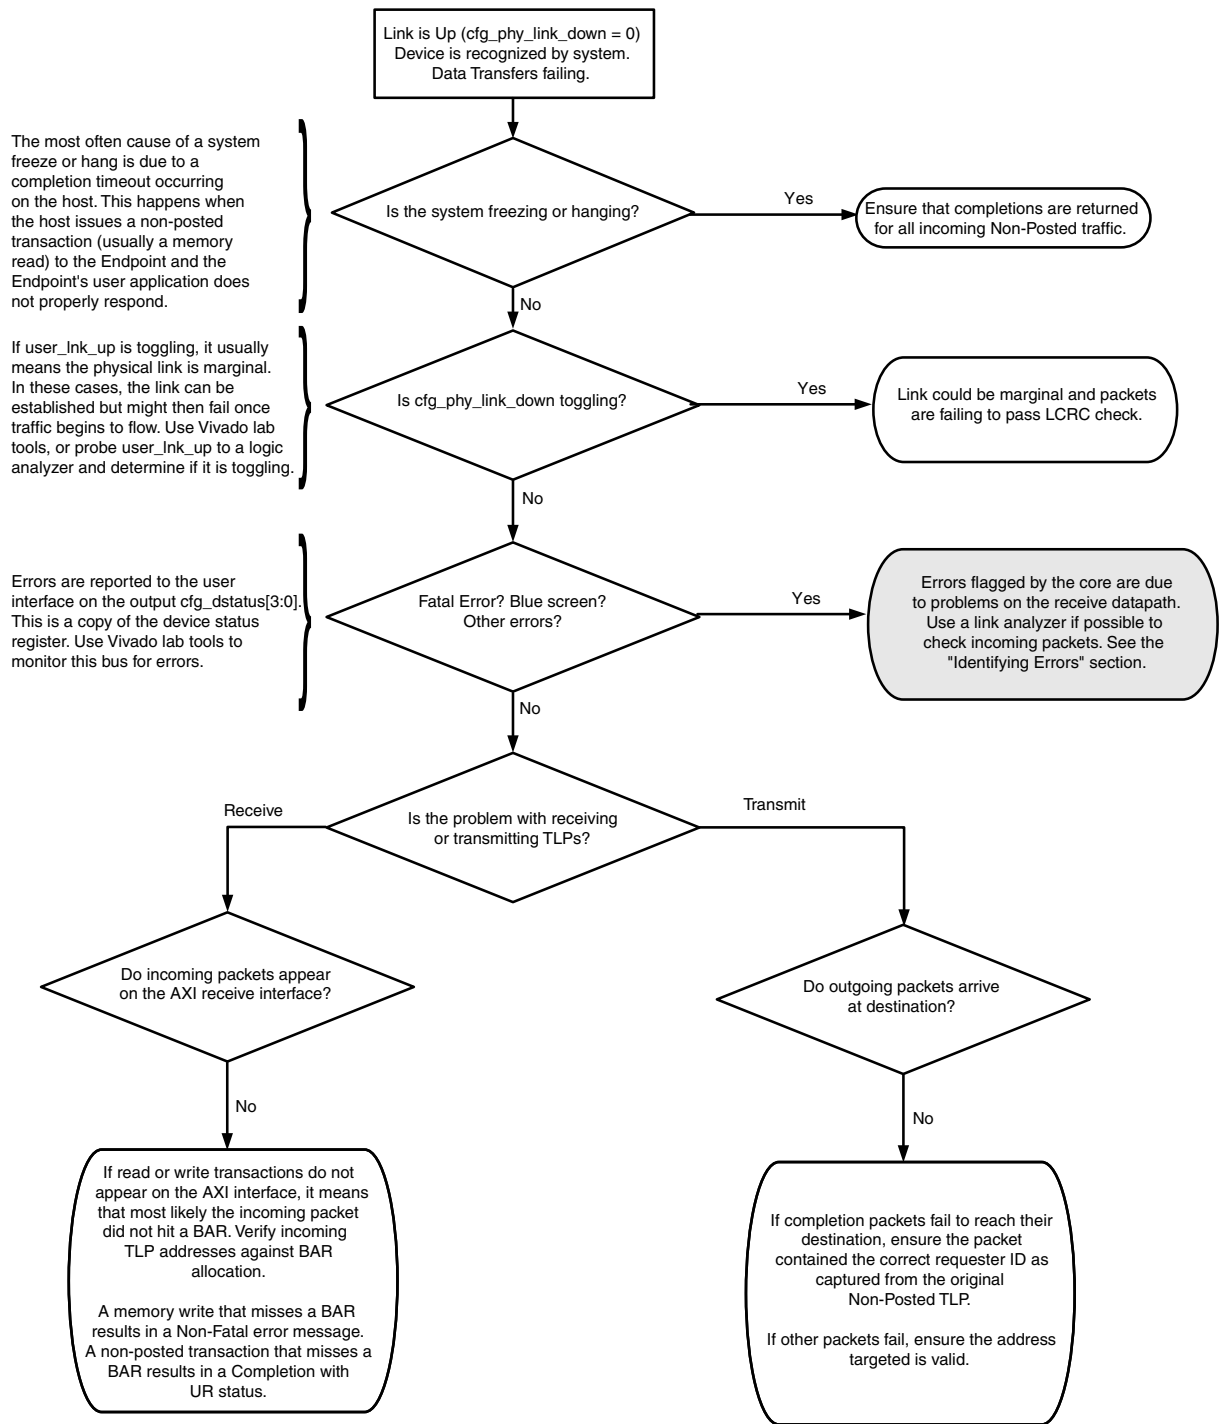 Link is Up (cfg_phy_link_down = 0)
Device is recognized by system.
Data Transfers failing.
The most often cause of a system
freeze or hang is due to a
completion timeout occurring
on the host. This happens when
the host issues a non-posted
transaction (usually a memory
read) to the Endpoint and the
Endpoint's user application does
not properly respond.
Is the system freezing or hanging?
Yes
Ensure that completions are returned
for all incoming Non-Posted traffic.
No
If user_lnk_up is toggling, it usually
means the physical link is marginal.
In these cases, the link can be
established but might then fail once
traffic begins to flow. Use Vivado lab
tools, or probe user_lnk_up to a logic
analyzer and determine if it is toggling.
Is cfg_phy_link_down toggling?
Yes
Link could be marginal and packets
are failing to pass LCRC check.
No
Errors are reported to the user
interface on the output cfg_dstatus[3:0].
This is a copy of the device status
register. Use Vivado lab tools to
monitor this bus for errors.
Fatal Error? Blue screen?
Other errors?
Yes
Errors flagged by the core are due
to problems on the receive datapath.
Use a link analyzer if possible to
check incoming packets. See the
"Identifying Errors" section.
No
Is the problem with receiving
or transmitting TLPs?
Receive
Transmit
Do incoming packets appear
on the AXI receive interface?
Do outgoing packets arrive
at destination?
No
No
If read or write transactions do not
appear on the AXI interface, it means
that most likely the incoming packet
did not hit a BAR. Verify incoming
TLP addresses against BAR
allocation.
A memory write that misses a BAR
results in a Non-Fatal error message.
A non-posted transaction that misses a
BAR results in a Completion with
UR status.
If completion packets fail to reach their
destination, ensure the packet
contained the correct requester ID as
captured from the original
Non-Posted TLP.
If other packets fail, ensure the address
targeted is valid.